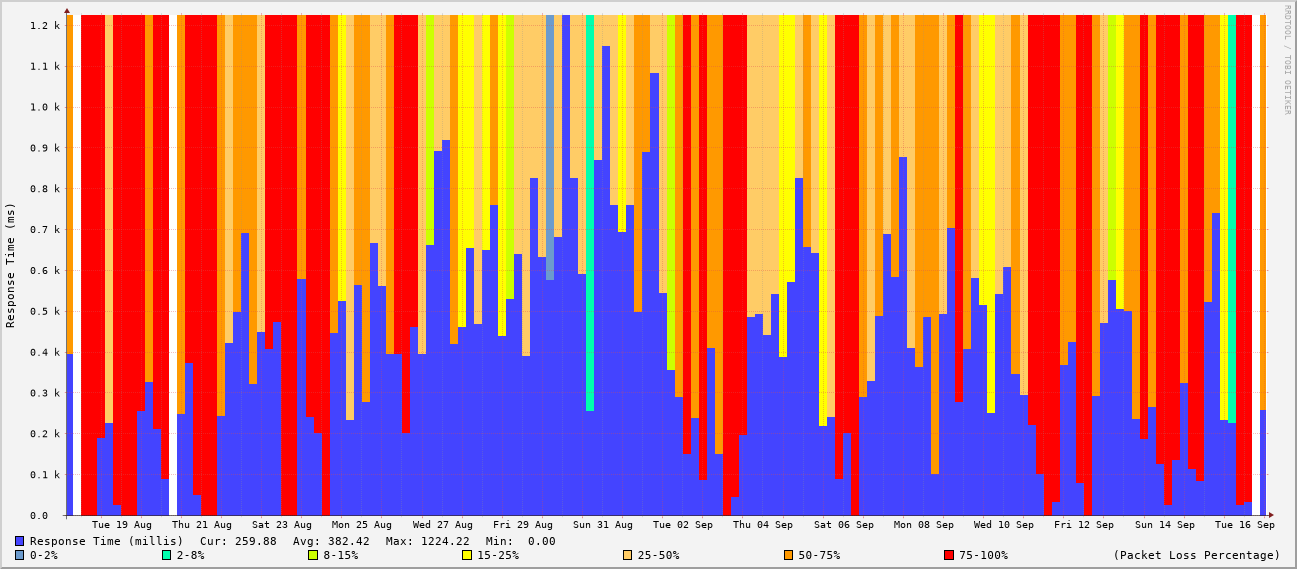 1.2 k
1.1 k
1.0 k
0.9 k
0.8 k
0.7 k
0.6 k
0.5 k
0.4 k
0.3 k
0.2 k
0.1 k
0.0
Response Time (ms)
RRDTOOL / TOBI OETIKER
Tue 19 Aug Thu 21 Aug Sat 23 Aug Mon 25 Aug Wed 27 Aug Fri 29 Aug Sun 31 Aug Tue 02 Sep Thu 04 Sep Sat 06 Sep Mon 08 Sep Wed 10 Sep Fri 12 Sep Sun 14 Sep Tue 16 Sep
Response Time (millis) Cur: 259.88 Avg: 382.42 Max: 1224.22 Min: 0.00
0-2% 2-8% 8-15% 15-25% 25-50% 50-75% 75-100% (Packet Loss Percentage)